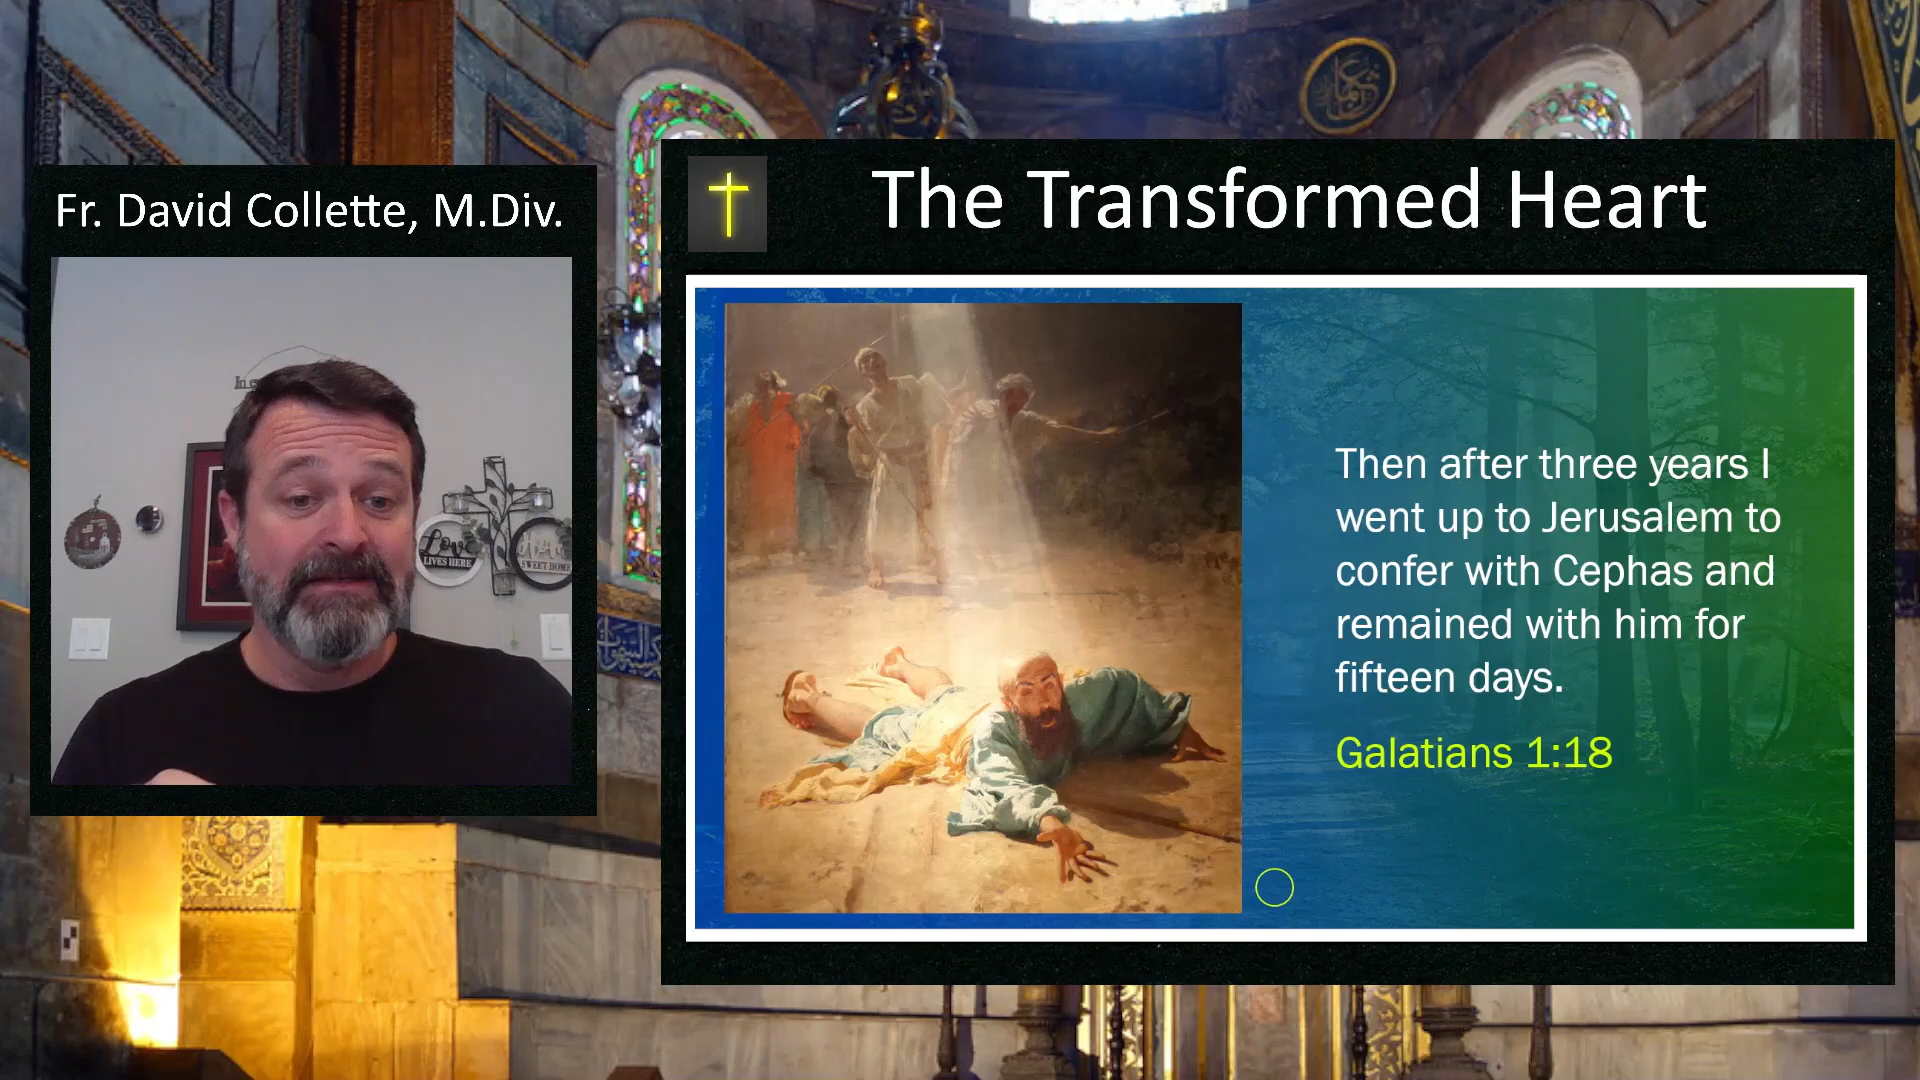 Fr. David Collette, M.Div.
The Transformed Heart
Love
LIVES HERE
SWEET HOME
Then after three years I
went up to Jerusalem to
confer with Cephas and
remained with him for
fifteen days.
Galatians 1:18